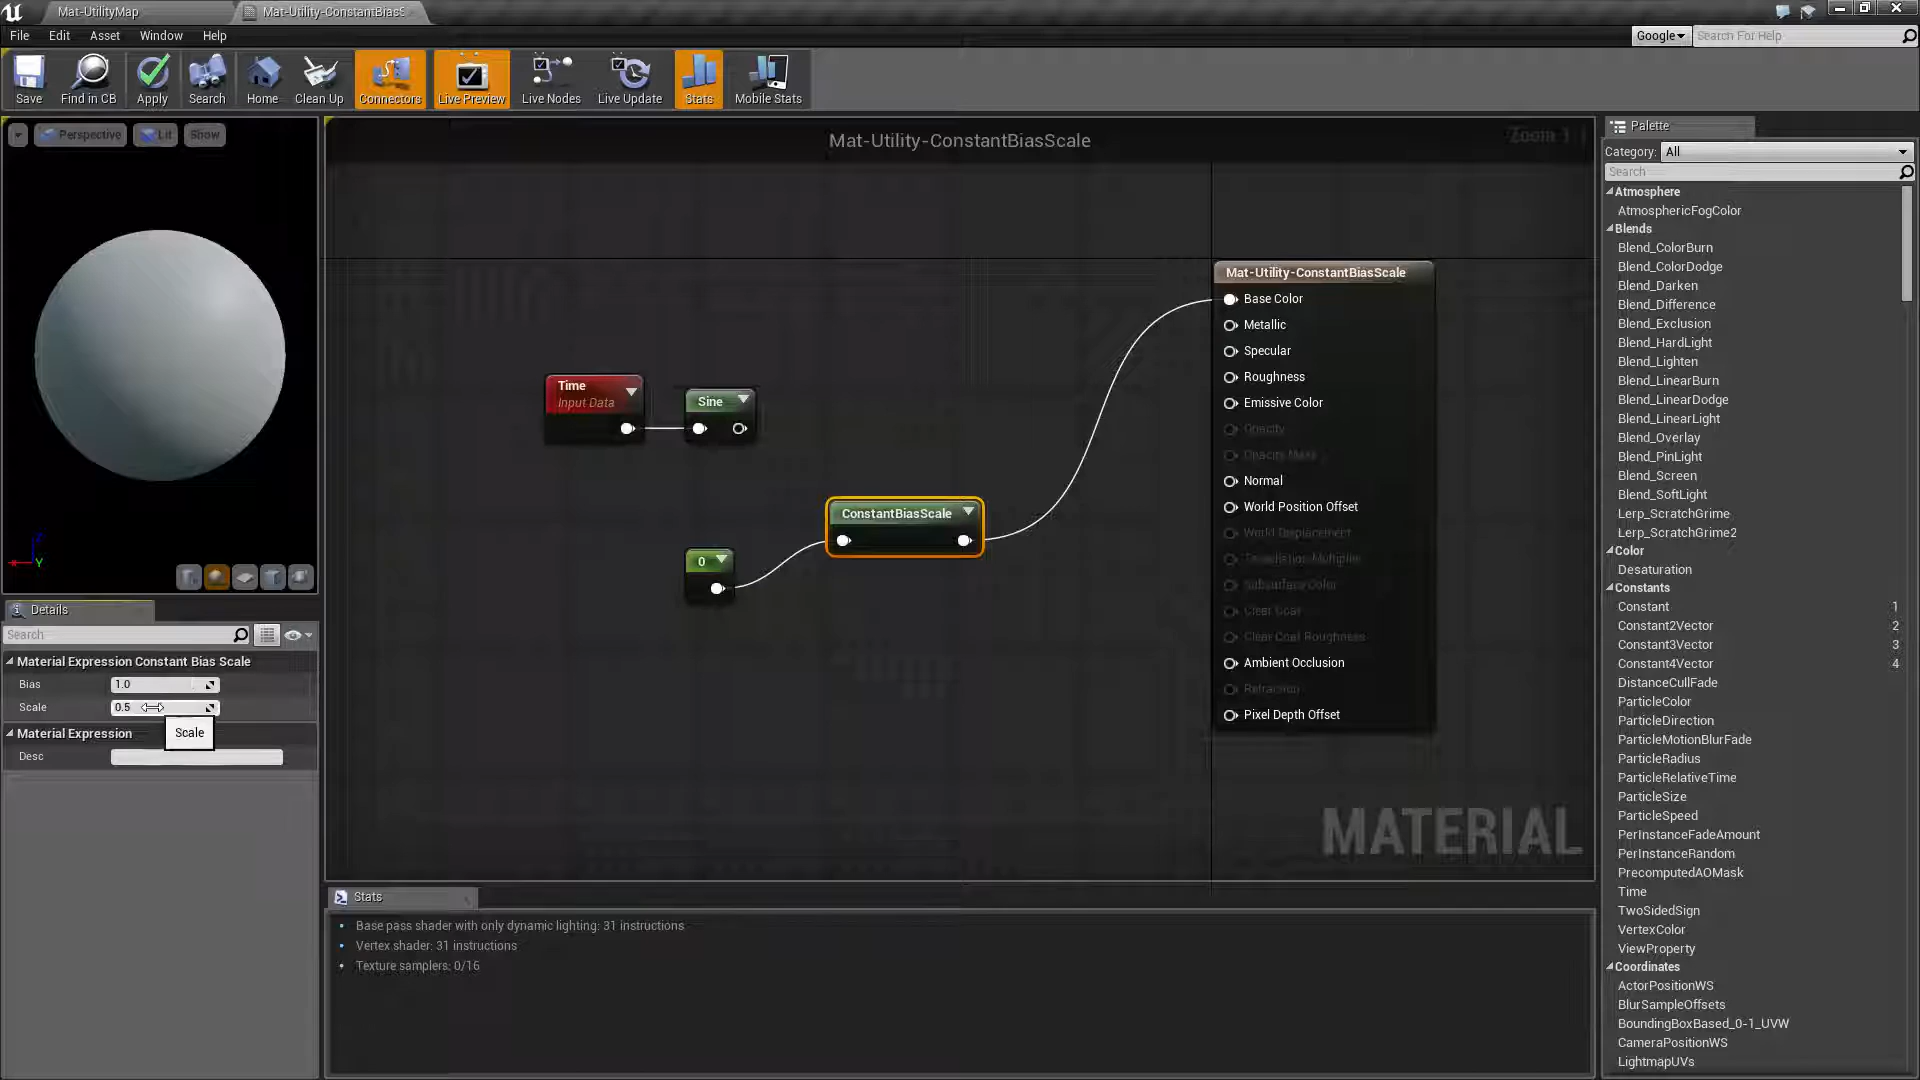 Mat-UtilityMap
Mat-Utility-ConstantBiasS
File Edit Asset Window Help
Google
Search For Help
Save
Find in CB
Apply
Search
Home
Clean Up
Connectors
Live Preview
Live Nodes
Live Update
Stats
Mobile Stats
Perspective
Lit
Show
Z
X
Y
Mat-Utility-ConstantBiasScale
Zoom 1:1
Time
Input Data
Sine
ConstantBiasScale
0
Mat-Utility-ConstantBiasScale
Base Color
Metallic
Specular
Roughness
Emissive Color
Opacity
Opacity Mask
Normal
World Position Offset
World Displacement
Tessellation Multiplier
Subsurface Color
Clear Coat
Clear Coat Roughness
Ambient Occlusion
Refraction
Pixel Depth Offset
MATERIAL
Details
Search
Material Expression Constant Bias Scale
Bias 1.0
Scale 0.5
Scale
Material Expression
Desc
Stats
Base pass shader with only dynamic lighting: 31 instructions
Vertex shader: 31 instructions
Texture samplers: 0/16
Palette
Category: All
Search
Atmosphere
AtmosphericFogColor
Blends
Blend_ColorBurn
Blend_ColorDodge
Blend_Darken
Blend_Difference
Blend_Exclusion
Blend_HardLight
Blend_Lighten
Blend_LinearBurn
Blend_LinearDodge
Blend_LinearLight
Blend_Overlay
Blend_PinLight
Blend_Screen
Blend_SoftLight
Lerp_ScratchGrime
Lerp_ScratchGrime2
Color
Desaturation
Constants
Constant 1
Constant2Vector 2
Constant3Vector 3
Constant4Vector 4
DistanceCullFade
ParticleColor
ParticleDirection
ParticleMotionBlurFade
ParticleRadius
ParticleRelativeTime
ParticleSize
ParticleSpeed
PerInstanceFadeAmount
PerInstanceRandom
PrecomputedAOMask
Time
TwoSidedSign
VertexColor
ViewProperty
Coordinates
ActorPositionWS
BlurSampleOffsets
BoundingBoxBased_0-1_UVW
CameraPositionWS
LightmapUVs